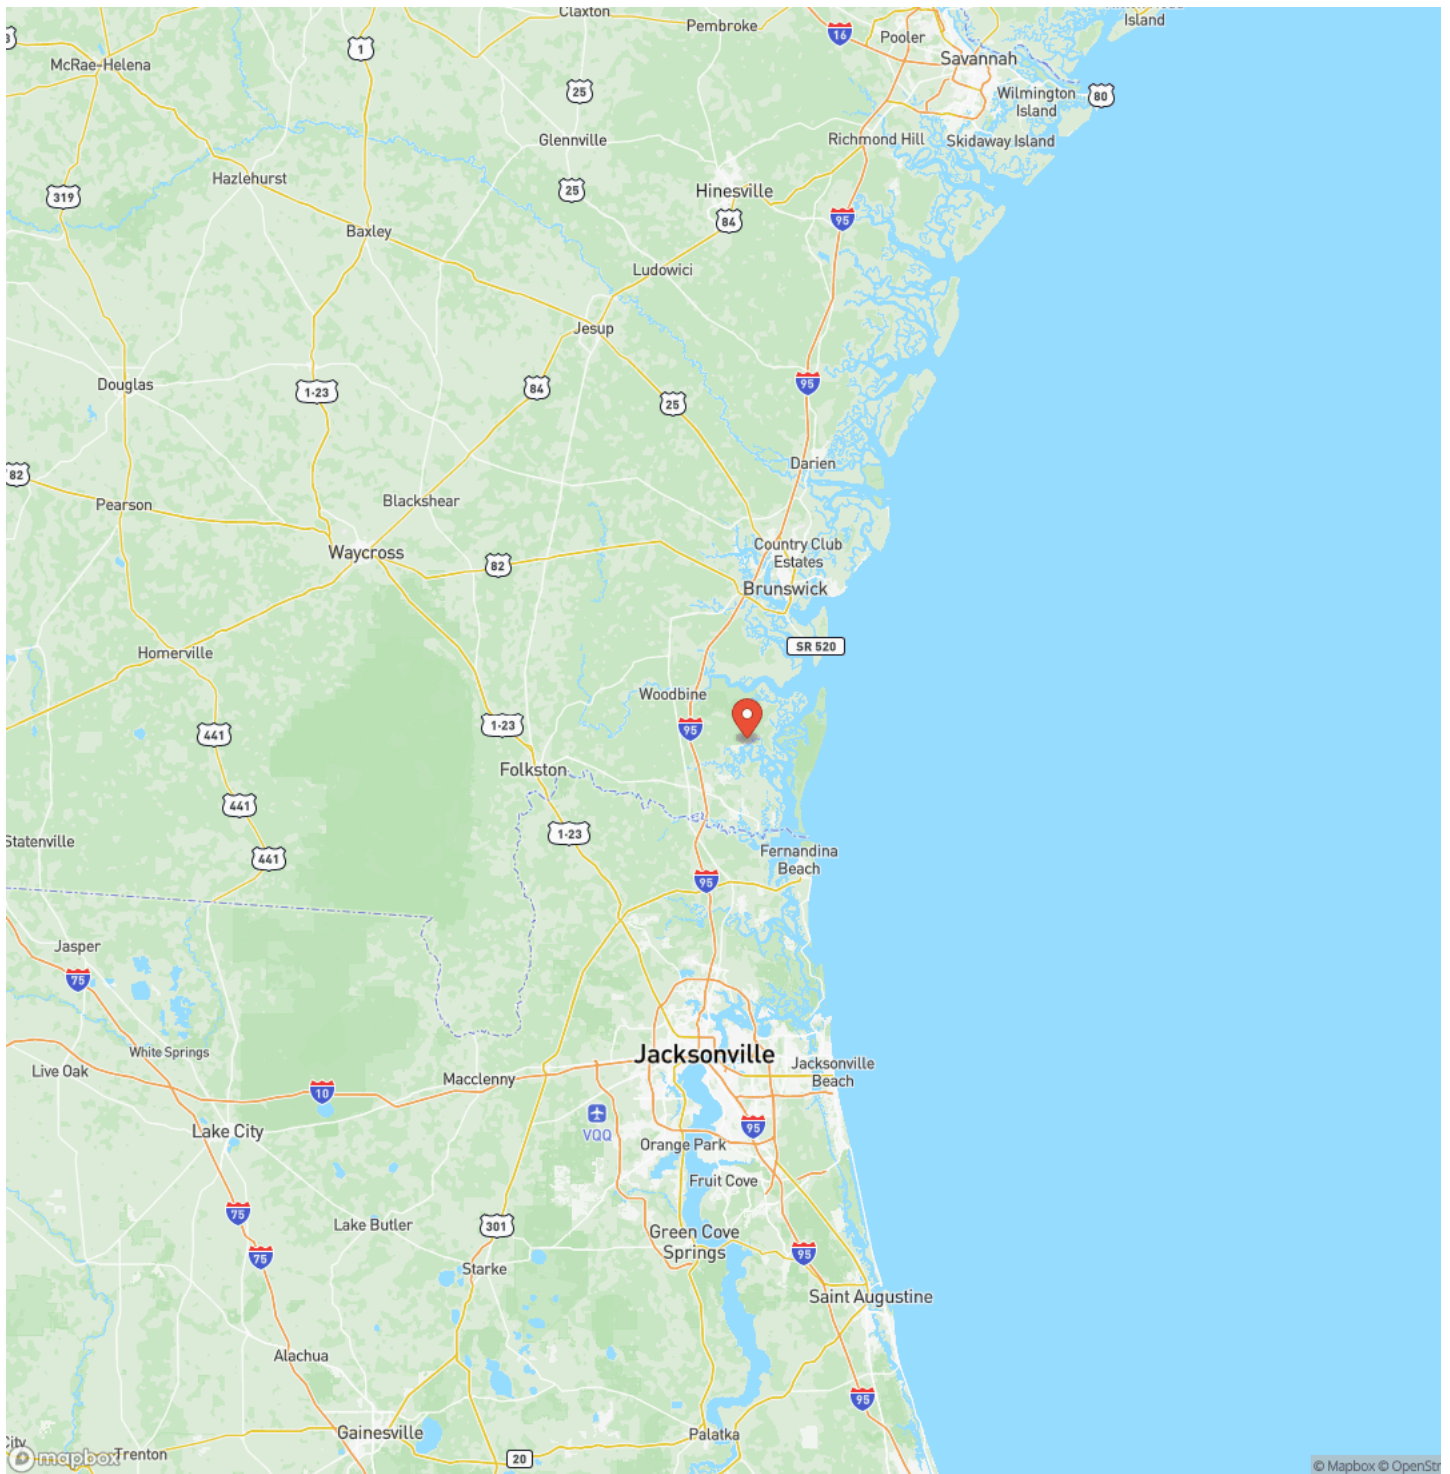 Claxton
Pembroke
16
Pooler
Island
1
McRae-Helena
Savannah
25
Wilmington
Island
80
Glennville
Richmond Hill
Skidaway Island
Hazlehurst
319
25
Hinesville
84
95
Baxley
Ludowici
Jesup
Douglas
1-23
84
95
25
82
Darien
Pearson
Blackshear
Country Club
Estates
Waycross
82
Brunswick
SR 520
Homerville
Woodbine
441
1-23
95
Folkston
441
1-23
Statenville
441
Fernandina
Beach
95
Jasper
75
White Springs
Live Oak
Jacksonville
Jacksonville
Beach
Macclenny
10
VQQ
95
Lake City
Orange Park
Fruit Cove
75
Lake Butler
301
Green Cove
Springs
95
75
Starke
Saint Augustine
Alachua
95
Gainesville
Palatka
City
mapbox
Trenton
20
© Mapbox © OpenStr